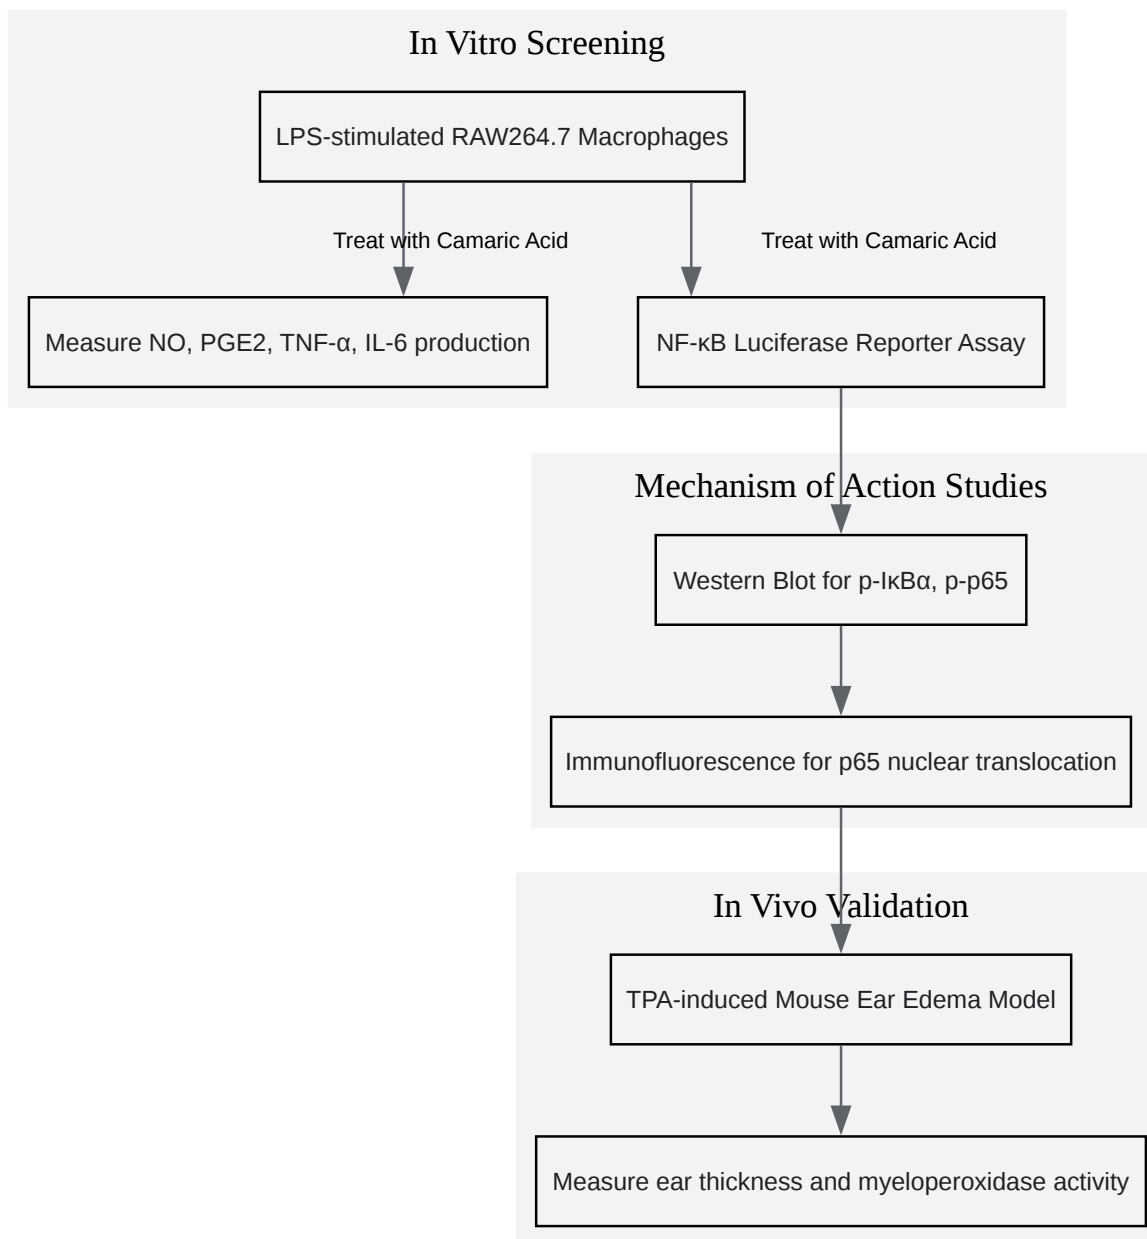 In Vitro Screening
LPS-stimulated RAW264.7 Macrophages
Treat with Camaric Acid
Treat with Camaric Acid
Measure NO, PGE2, TNF-α, IL-6 production
NF-κB Luciferase Reporter Assay
Mechanism of Action Studies
Western Blot for p-IκBα, p-p65
Immunofluorescence for p65 nuclear translocation
In Vivo Validation
TPA-induced Mouse Ear Edema Model
Measure ear thickness and myeloperoxidase activity